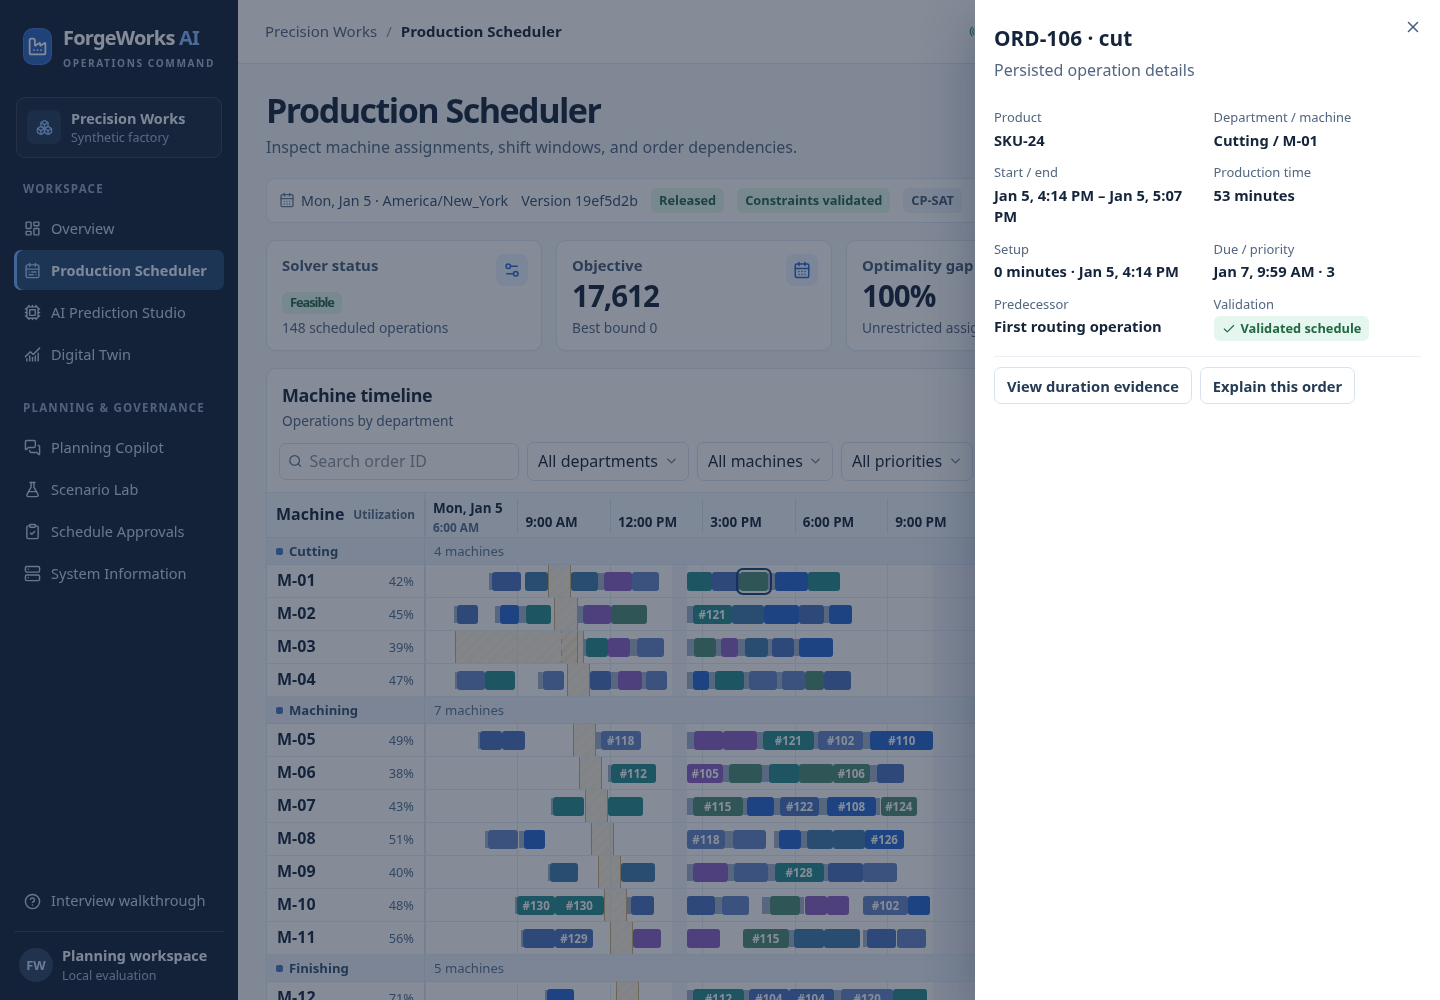 ForgeWorks AI
OPERATIONS COMMAND
Precision Works
Synthetic factory
WORKSPACE
Overview
Production Scheduler
AI Prediction Studio
Digital Twin
PLANNING & GOVERNANCE
Planning Copilot
Scenario Lab
Schedule Approvals
System Information
Interview walkthrough
FW
Planning workspace
Local evaluation
Precision Works / Production Scheduler
Production Scheduler
Inspect machine assignments, shift windows, and order dependencies.
Mon, Jan 5 · America/New_York Version 19ef5d2b Released Constraints validated CP-SAT
Solver status
Feasible
148 scheduled operations
Objective
17,612
Best bound 0
Optimality gap
100%
Unrestricted
Machine timeline
Operations by department
Search order ID
All departments
All machines
All priorities
Machine Utilization
Mon, Jan 5
6:00 AM
9:00 AM
12:00 PM
3:00 PM
6:00 PM
9:00 PM
Cutting 4 machines
M-01 42%
M-02 45% #121
M-03 39%
M-04 47%
Machining 7 machines
M-05 49% #118 #121 #102 #110
M-06 38% #112 #105 #106
M-07 43% #115 #122 #108 #124
M-08 51% #118 #126
M-09 40% #128
M-10 48% #130 #130 #102
M-11 56% #129 #115
Finishing 5 machines
M-12 71% #112 #104 #104 #120
ORD-106 · cut
Persisted operation details
Product
SKU-24
Department / machine
Cutting / M-01
Start / end
Jan 5, 4:14 PM – Jan 5, 5:07
PM
Production time
53 minutes
Setup
0 minutes · Jan 5, 4:14 PM
Due / priority
Jan 7, 9:59 AM · 3
Predecessor
First routing operation
Validation
Validated schedule
View duration evidence
Explain this order